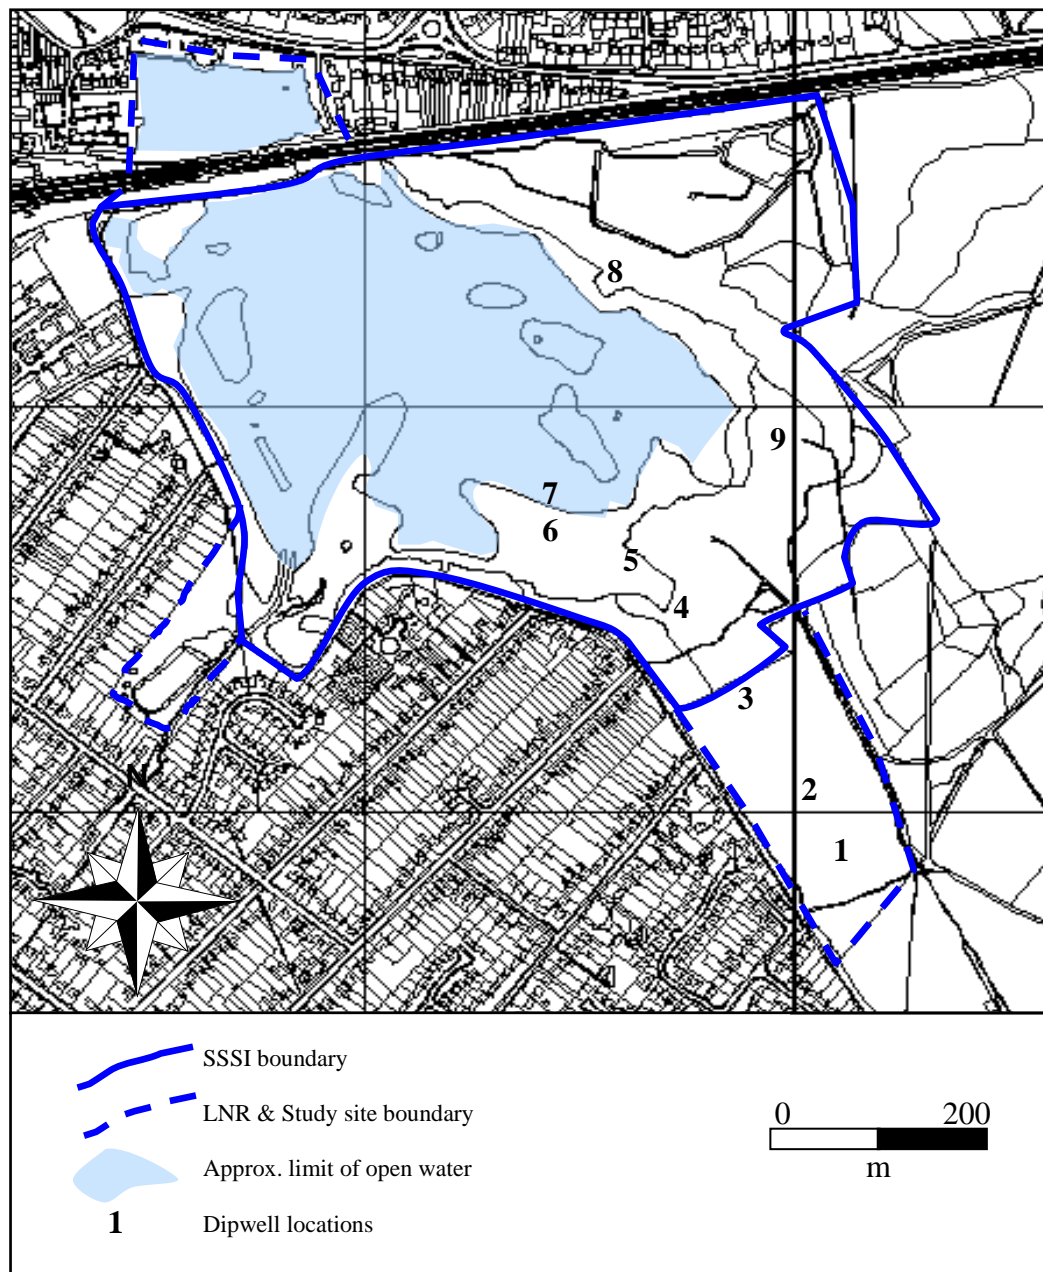 8
9
7
6
5
4
3
2
1
N
SSSI boundary
LNR & Study site boundary
Approx. limit of open water
1 Dipwell locations
0 200
m